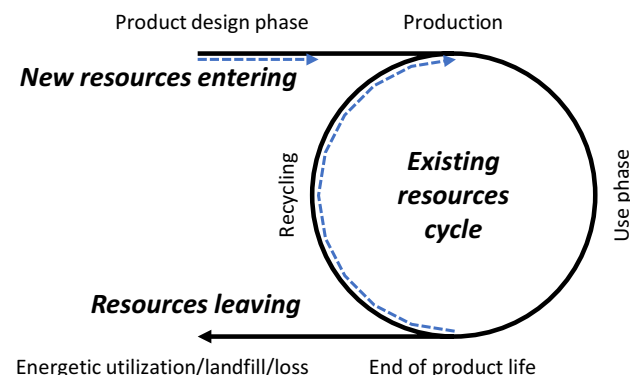 Product design phase
Production
New resources entering
Recycling
Existing
resources
cycle
Use phase
Resources leaving
Energetic utilization/landfill/loss
End of product life